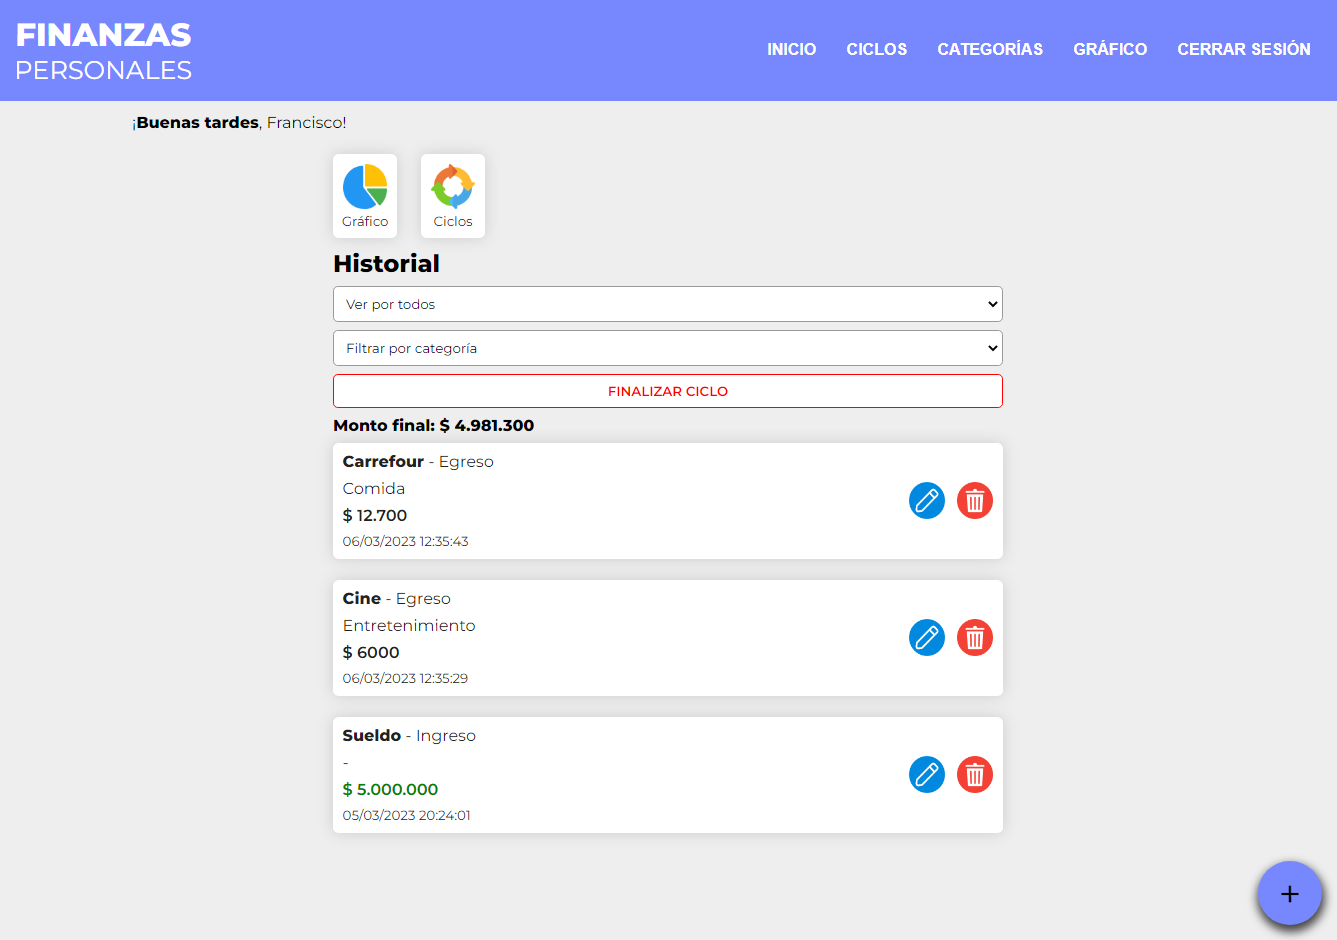 FINANZAS
PERSONALES
INICIO CICLOS CATEGORÍAS GRÁFICO CERRAR SESIÓN
¡Buenas tardes, Francisco!
Gráfico Ciclos
Historial
Ver por todos
Filtrar por categoría
FINALIZAR CICLO
Monto final: $ 4.981.300
Carrefour - Egreso
Comida
$ 12.700
06/03/2023 12:35:43
Cine - Egreso
Entretenimiento
$ 6000
06/03/2023 12:35:29
Sueldo - Ingreso
-
$ 5.000.000
05/03/2023 20:24:01
+